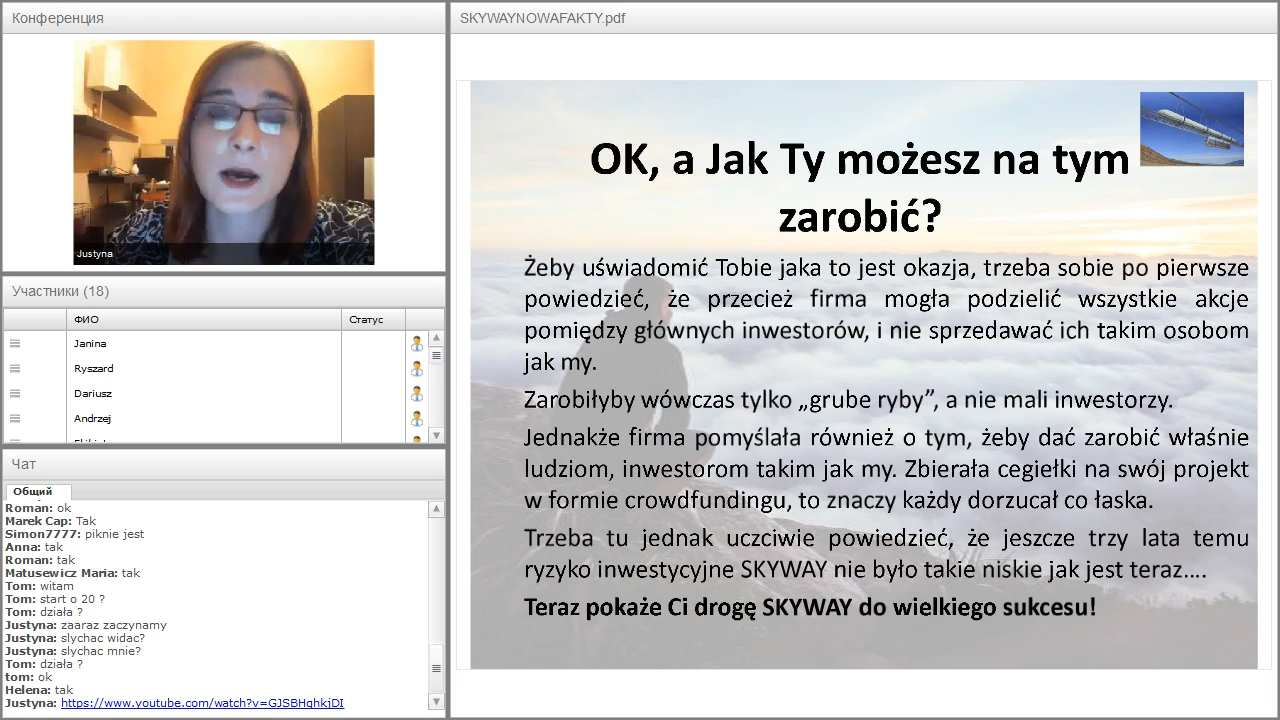 Конференция
Justyna
Участники (18)
ФИО
Статус
Janina
Ryszard
Dariusz
Andrzej
Чат
Общий
Roman: ok
Marek Cap: Tak
Simon7777: piknie jest
Anna: tak
Roman: tak
Matusewicz Maria: tak
Tom: witam
Tom: start o 20 ?
Tom: działa ?
Justyna: zaaraz zaczynamy
Justyna: slychac widac?
Justyna: slychac mnie?
Tom: działa ?
tom: ok
Helena: tak
Justyna: https://www.youtube.com/watch?v=GJSBHghkjDI
SKYWAYNOWAFAKTY.pdf
OK, a Jak Ty możesz na tym
zarobić?
Żeby uświadomić Tobie jaka to jest okazja, trzeba sobie po pierwsze
powiedzieć, że przecież firma mogła podzielić wszystkie akcje
pomiędzy głównych inwestorów, i nie sprzedawać ich takim osobom
jak my.
Zarobiłyby wówczas tylko „grube ryby”, a nie mali inwestorzy.
Jednakże firma pomyślała również o tym, żeby dać zarobić właśnie
ludziom, inwestorom takim jak my. Zbierała cegiełki na swój projekt
w formie crowdfundingu, to znaczy każdy dorzucał co łaska.
Trzeba tu jednak uczciwie powiedzieć, że jeszcze trzy lata temu
ryzyko inwestycyjne SKYWAY nie było takie niskie jak jest teraz....
Teraz pokaże Ci drogę SKYWAY do wielkiego sukcesu!